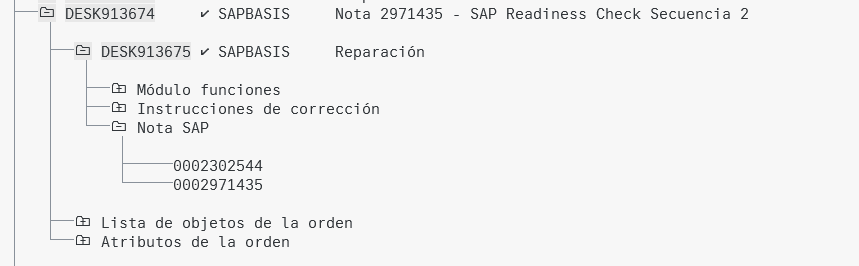 DESK913674 ✔ SAPBASIS Nota 2971435 - SAP Readiness Check Secuencia 2
DESK913675 ✔ SAPBASIS Reparación
Módulo funciones
Instrucciones de corrección
Nota SAP
0002302544
0002971435
Lista de objetos de la orden
Atributos de la orden